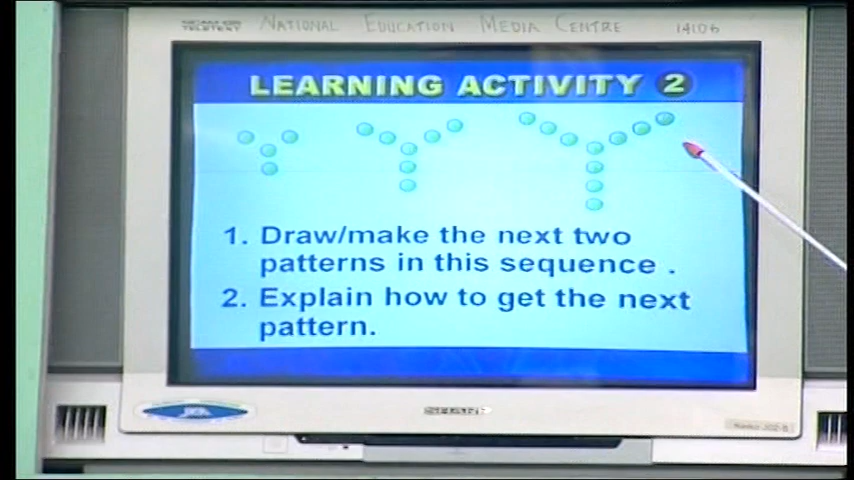 NATIONAL EDUCATION MEDIA CENTRE 14106
LEARNING ACTIVITY 2
1. Draw/make the next two
patterns in this sequence .
2. Explain how to get the next
pattern.
SHARP